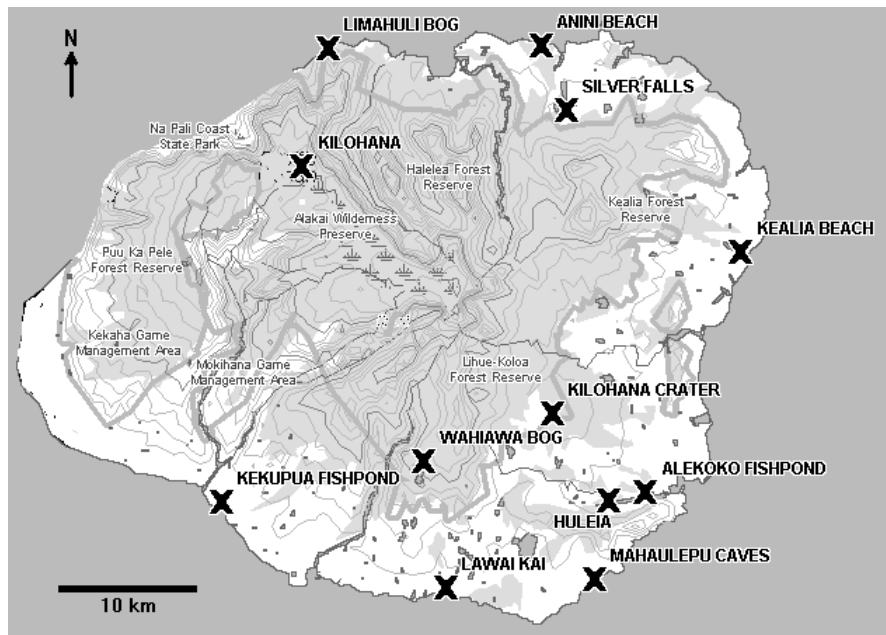 LIMAHULI BOG
ANINI BEACH
N
SILVER FALLS
Na Pali Coast
State Park
KILOHANA
Halelea Forest
Reserve
Kealia Forest
Reserve
Alakai Wilderness
Preserve
KEALIA BEACH
Puu Ka Pele
Forest Reserve
Kekaha Game
Management Area
Mokihana Game
Management Area
Lihue-Koloa
Forest Reserve
KILOHANA CRATER
WAHIAWA BOG
KEKUPUA FISHPOND
ALEKOKO FISHPOND
HULEIA
MAHAULEPU CAVES
LAWAI KAI
10 km